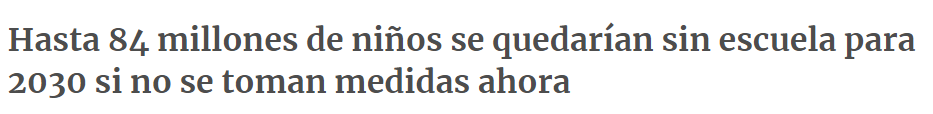 Hasta 84 millones de niños se quedarían sin escuela para
2030 si no se toman medidas ahora